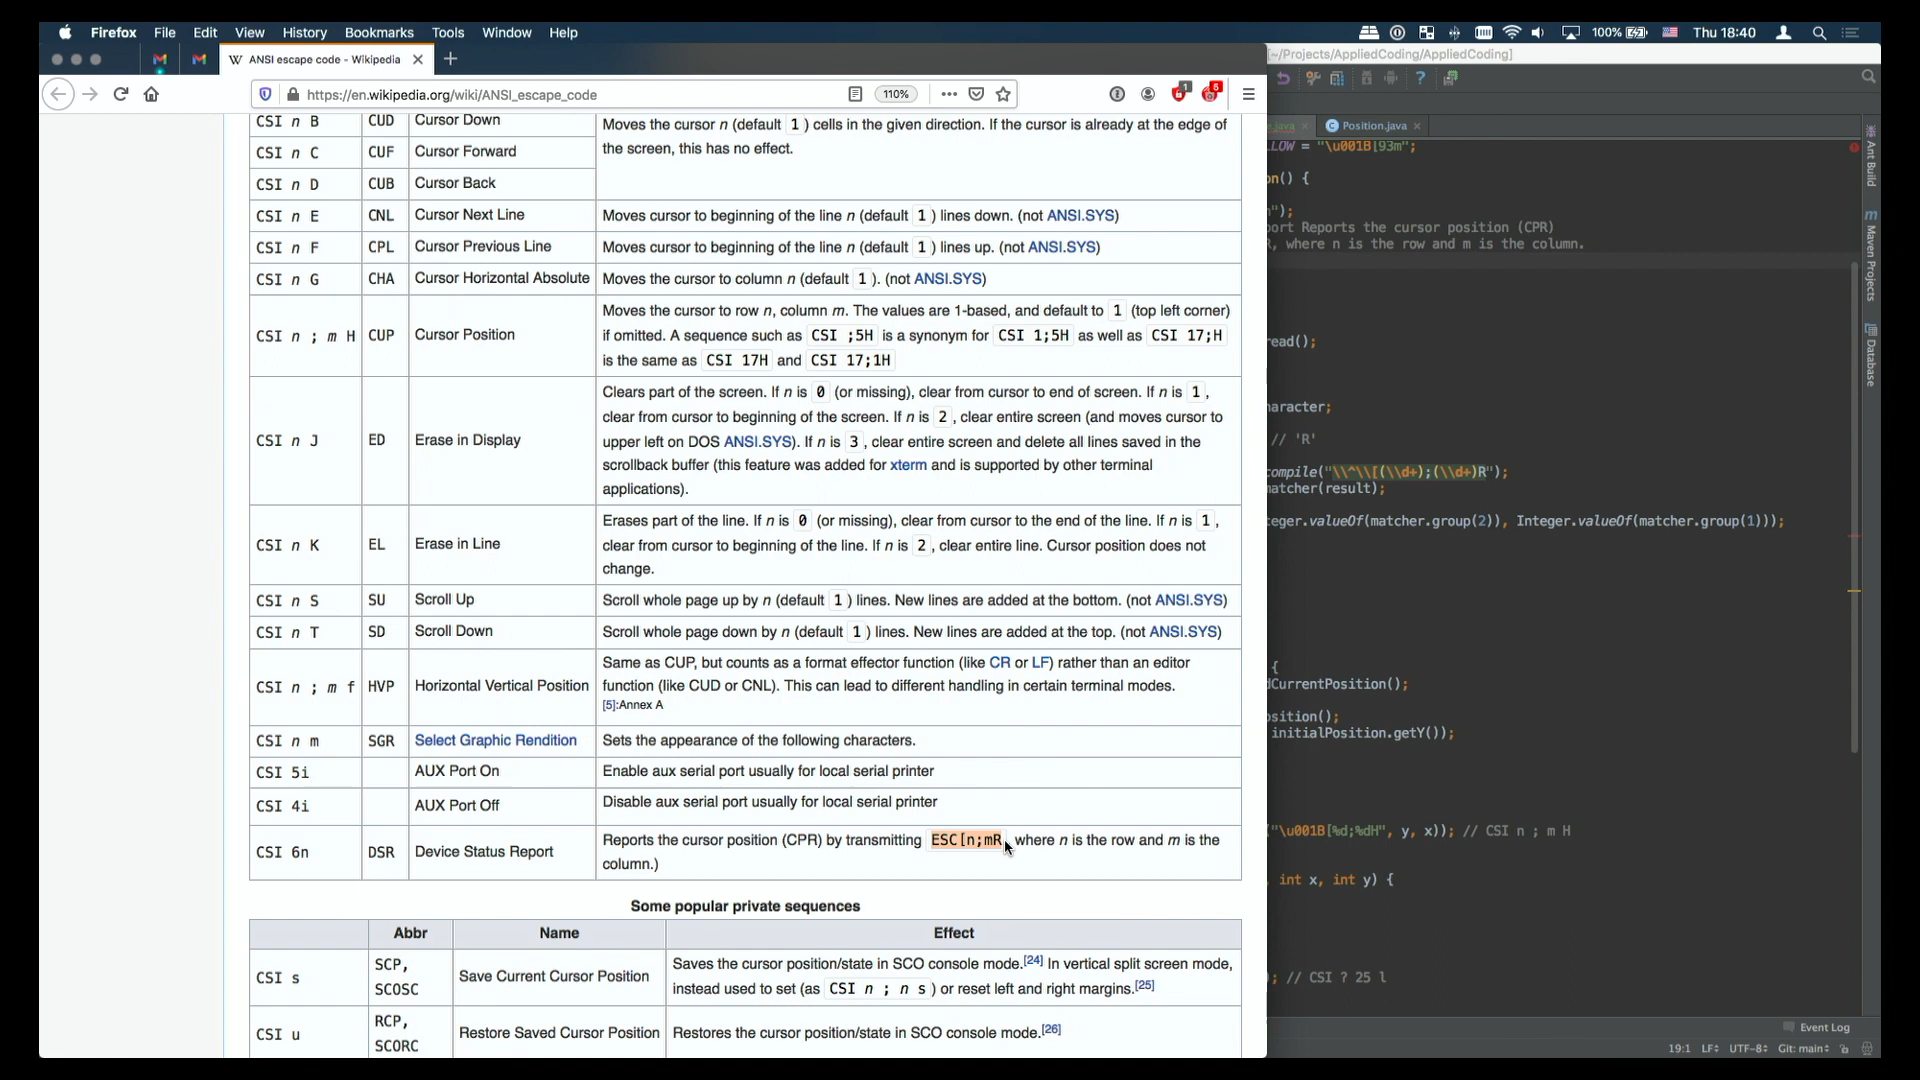 Firefox File Edit View History Bookmarks Tools Window Help 100% Thu 18:40
W ANSI escape code - Wikipedia × +
[~/Projects/AppliedCoding/AppliedCoding]
https://en.wikipedia.org/wiki/ANSI_escape_code 110% 1 5
CSI n B CUD Cursor Down
Moves the cursor n (default 1 ) cells in the given direction. If the cursor is already at the edge of
the screen, this has no effect.
CSI n C CUF Cursor Forward
CSI n D CUB Cursor Back
CSI n E CNL Cursor Next Line Moves cursor to beginning of the line n (default 1 ) lines down. (not ANSI.SYS)
CSI n F CPL Cursor Previous Line Moves cursor to beginning of the line n (default 1 ) lines up. (not ANSI.SYS)
CSI n G CHA Cursor Horizontal Absolute Moves the cursor to column n (default 1 ). (not ANSI.SYS)
CSI n ; m H CUP Cursor Position
Moves the cursor to row n, column m. The values are 1-based, and default to 1 (top left corner)
if omitted. A sequence such as CSI ;5H is a synonym for CSI 1;5H as well as CSI 17;H
is the same as CSI 17H and CSI 17;1H
CSI n J ED Erase in Display
Clears part of the screen. If n is 0 (or missing), clear from cursor to end of screen. If n is 1 ,
clear from cursor to beginning of the screen. If n is 2 , clear entire screen (and moves cursor to
upper left on DOS ANSI.SYS). If n is 3 , clear entire screen and delete all lines saved in the
scrollback buffer (this feature was added for xterm and is supported by other terminal
applications).
CSI n K EL Erase in Line
Erases part of the line. If n is 0 (or missing), clear from cursor to the end of the line. If n is 1 ,
clear from cursor to beginning of the line. If n is 2 , clear entire line. Cursor position does not
change.
CSI n S SU Scroll Up Scroll whole page up by n (default 1 ) lines. New lines are added at the bottom. (not ANSI.SYS)
CSI n T SD Scroll Down Scroll whole page down by n (default 1 ) lines. New lines are added at the top. (not ANSI.SYS)
CSI n ; m f HVP Horizontal Vertical Position
Same as CUP, but counts as a format effector function (like CR or LF) rather than an editor
function (like CUD or CNL). This can lead to different handling in certain terminal modes.
[5]:Annex A
CSI n m SGR Select Graphic Rendition Sets the appearance of the following characters.
CSI 5i AUX Port On Enable aux serial port usually for local serial printer
CSI 4i AUX Port Off Disable aux serial port usually for local serial printer
CSI 6n DSR Device Status Report
Reports the cursor position (CPR) by transmitting ESC[n;mR, where n is the row and m is the
column.)
Some popular private sequences
Abbr Name Effect
CSI s SCP, SCOSC Save Current Cursor Position
Saves the cursor position/state in SCO console mode.[24] In vertical split screen mode,
instead used to set (as CSI n ; n s ) or reset left and right margins.[25]
CSI u RCP, SCORC Restore Saved Cursor Position Restores the cursor position/state in SCO console mode.[26]
.java × Position.java ×
LOW = "\u001B[93m";
on() {
");
ort Reports the cursor position (CPR)
R, where n is the row and m is the column.
read();
haracter;
// 'R'
compile("\\^\\[(\\d+);(\\d+)R");
matcher(result);
teger.valueOf(matcher.group(2)), Integer.valueOf(matcher.group(1)));
{
dCurrentPosition();
osition();
initialPosition.getY());
("\u001B[%d;%dH", y, x)); // CSI n ; m H
, int x, int y) {
); // CSI ? 25 l
Ant Build
Maven Projects
Database
Event Log
19:1 LF÷ UTF-8÷ Git: main÷